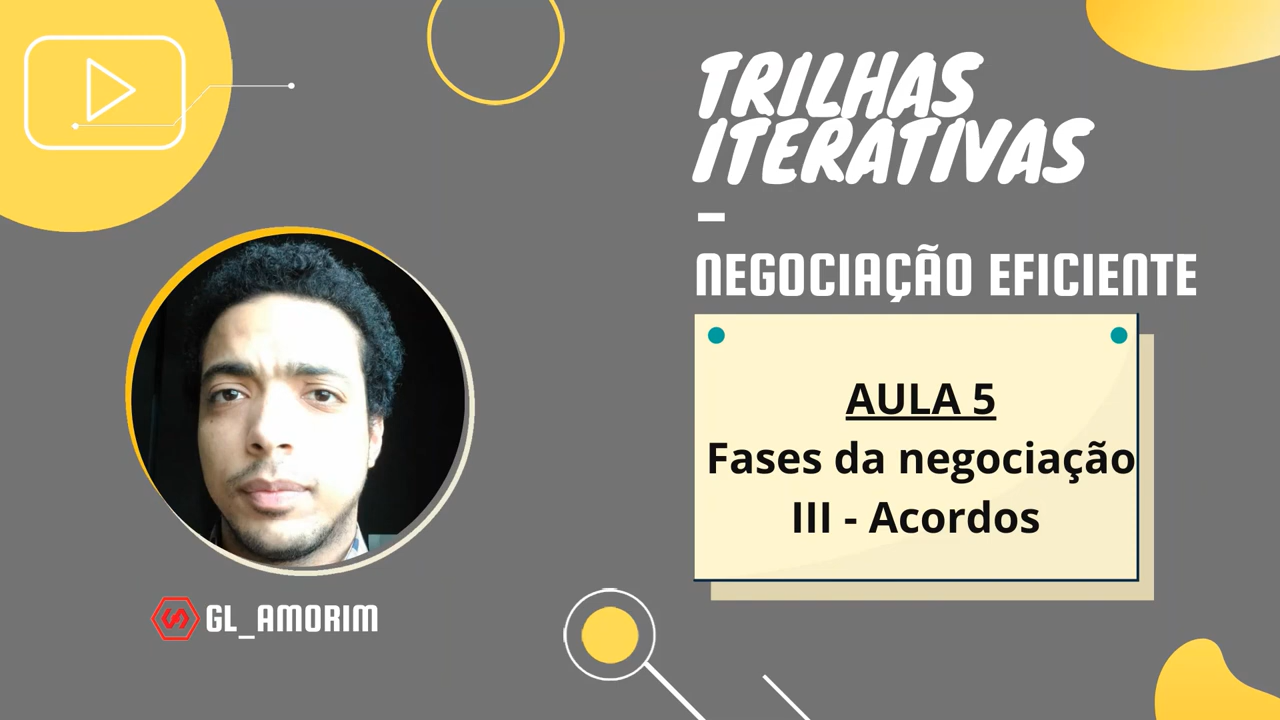 TRILHAS
ITERATIVAS
–
NEGOCIAÇÃO EFICIENTE
AULA 5
Fases da negociação
III - Acordos
GL_AMORIM